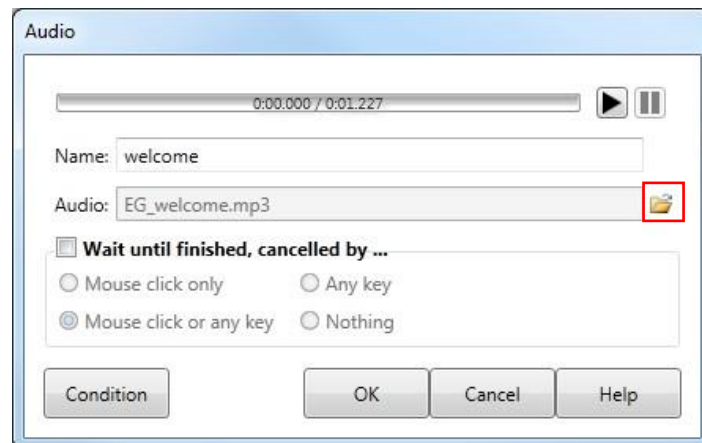 Audio
0:00.000 / 0:01.227
Name: welcome
Audio: EG_welcome.mp3
Wait until finished, cancelled by ...
Mouse click only Any key
Mouse click or any key Nothing
Condition OK Cancel Help